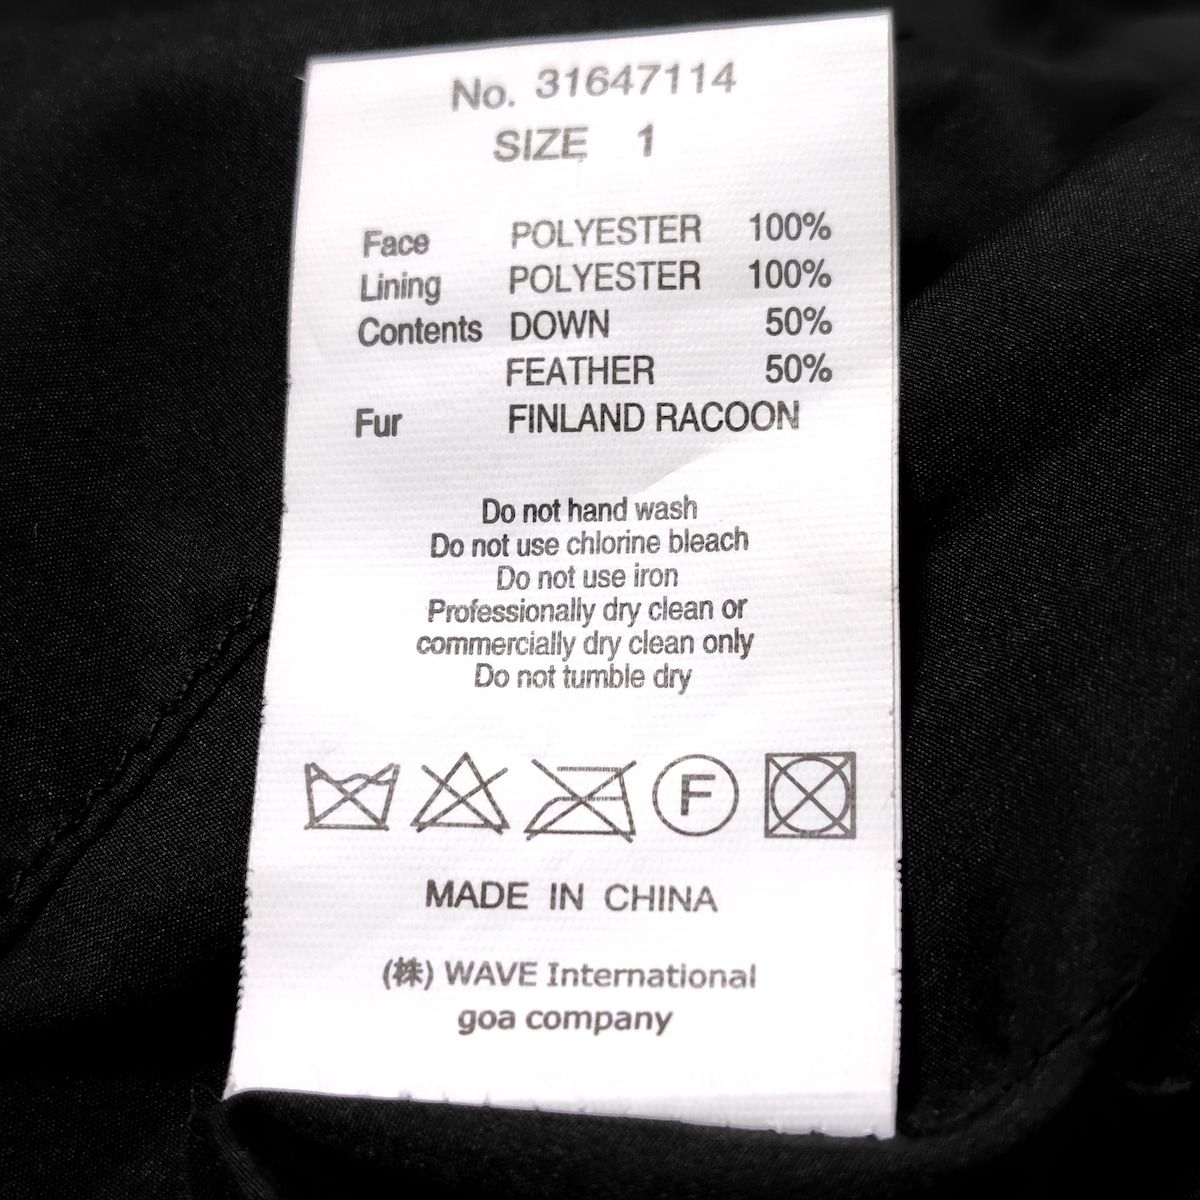 No. 31647114
SIZE 1
Face POLYESTER 100%
Lining POLYESTER 100%
Contents DOWN 50%
FEATHER 50%
Fur FINLAND RACOON
Do not hand wash
Do not use chlorine bleach
Do not use iron
Professionally dry clean or
commercially dry clean only
Do not tumble dry
F
MADE IN CHINA
(株) WAVE International
goa company